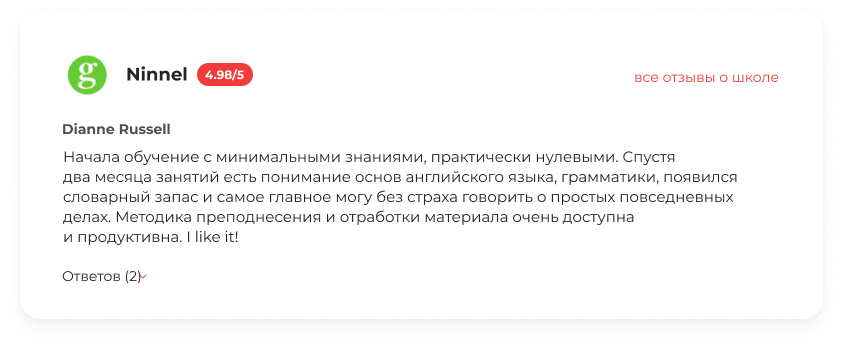 g
Ninnel 4.98/5
все отзывы о школе
Dianne Russell
Начала обучение с минимальными знаниями, практически нулевыми. Спустя
два месяца занятий есть понимание основ английского языка, грамматики, появился
словарный запас и самое главное могу без страха говорить о простых повседневных
делах. Методика преподнесения и отработки материала очень доступна
и продуктивна. I like it!
Ответов (2)